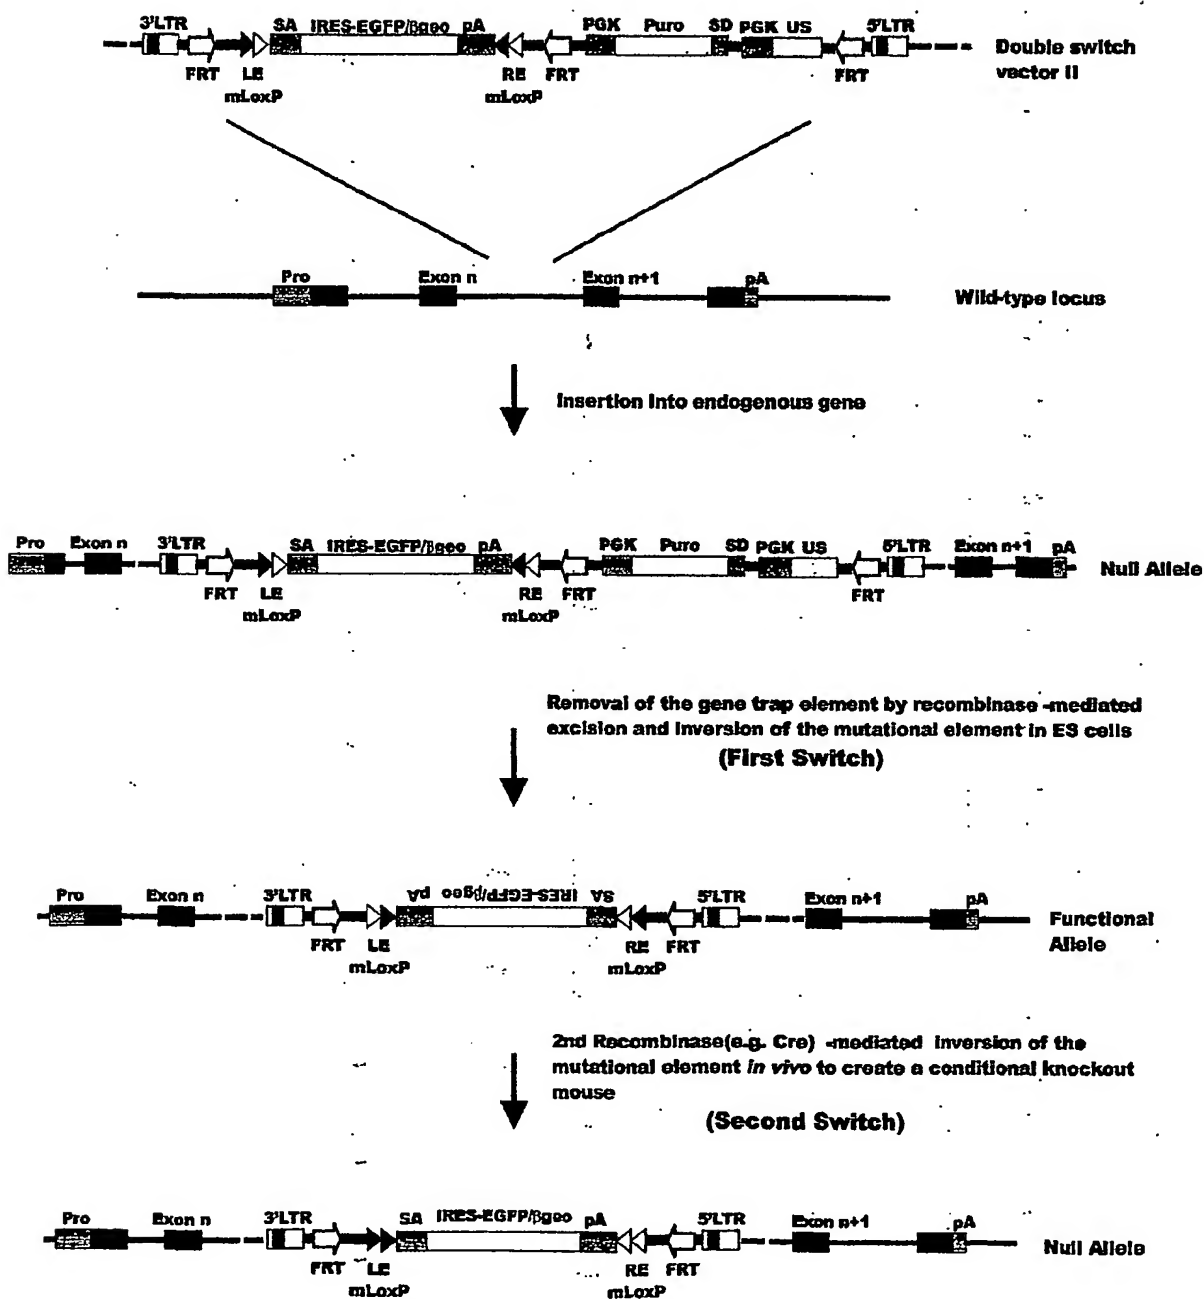 3'LTR SA IRES-EGFP/βgeo pA PGK Puro SD PGK US 5'LTR
Double switch
vector II
FRT LE RE FRT FRT
mLoxP mLoxP
Pro Exon n Exon n+1 pA
Wild-type locus
Insertion into endogenous gene
Pro Exon n 3'LTR SA IRES-EGFP/βgeo pA PGK Puro SD PGK US 5'LTR Exon n+1 pA
Null Allele
FRT LE RE FRT FRT
mLoxP mLoxP
Removal of the gene trap element by recombinase -mediated
excision and inversion of the mutational element in ES cells
(First Switch)
Pro Exon n 3'LTR pA IRES-EGFP/βgeo SA 5'LTR Exon n+1 pA
Functional
Allele
FRT LE RE FRT
mLoxP mLoxP
2nd Recombinase(e.g. Cre) -mediated inversion of the
mutational element in vivo to create a conditional knockout
mouse
(Second Switch)
Pro Exon n 3'LTR SA IRES-EGFP/βgeo pA 5'LTR Exon n+1 pA
Null Allele
FRT LE RE FRT
mLoxP mLoxP